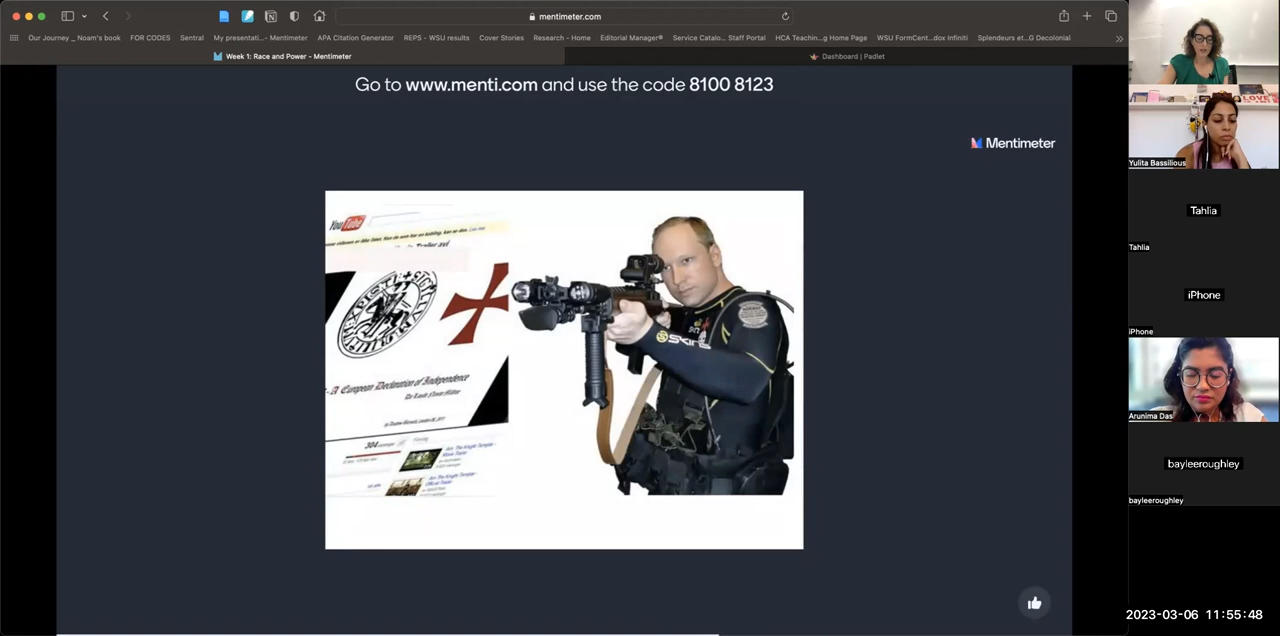 mentimeter.com
Our Journey _ Noam's book
FOR CODES
Sentral
My presentati...- Mentimeter
APA Citation Generator
REPS - WSU results
Cover Stories
Research - Home
Editorial Manager®
Service Catalo... Staff Portal
HCA Teachin...g Home Page
WSU FormCent...dox Infiniti
Splendeurs et...G Decolonial
Week 1: Race and Power - Mentimeter
Dashboard | Padlet
Go to www.menti.com and use the code 8100 8123
Mentimeter
YouTube
A European Declaration of Independence
304
SKINS
Yulita Bassilious
Tahlia
Tahlia
iPhone
iPhone
Arunima Das
bayleeroughley
bayleeroughley
2023-03-06 11:55:48